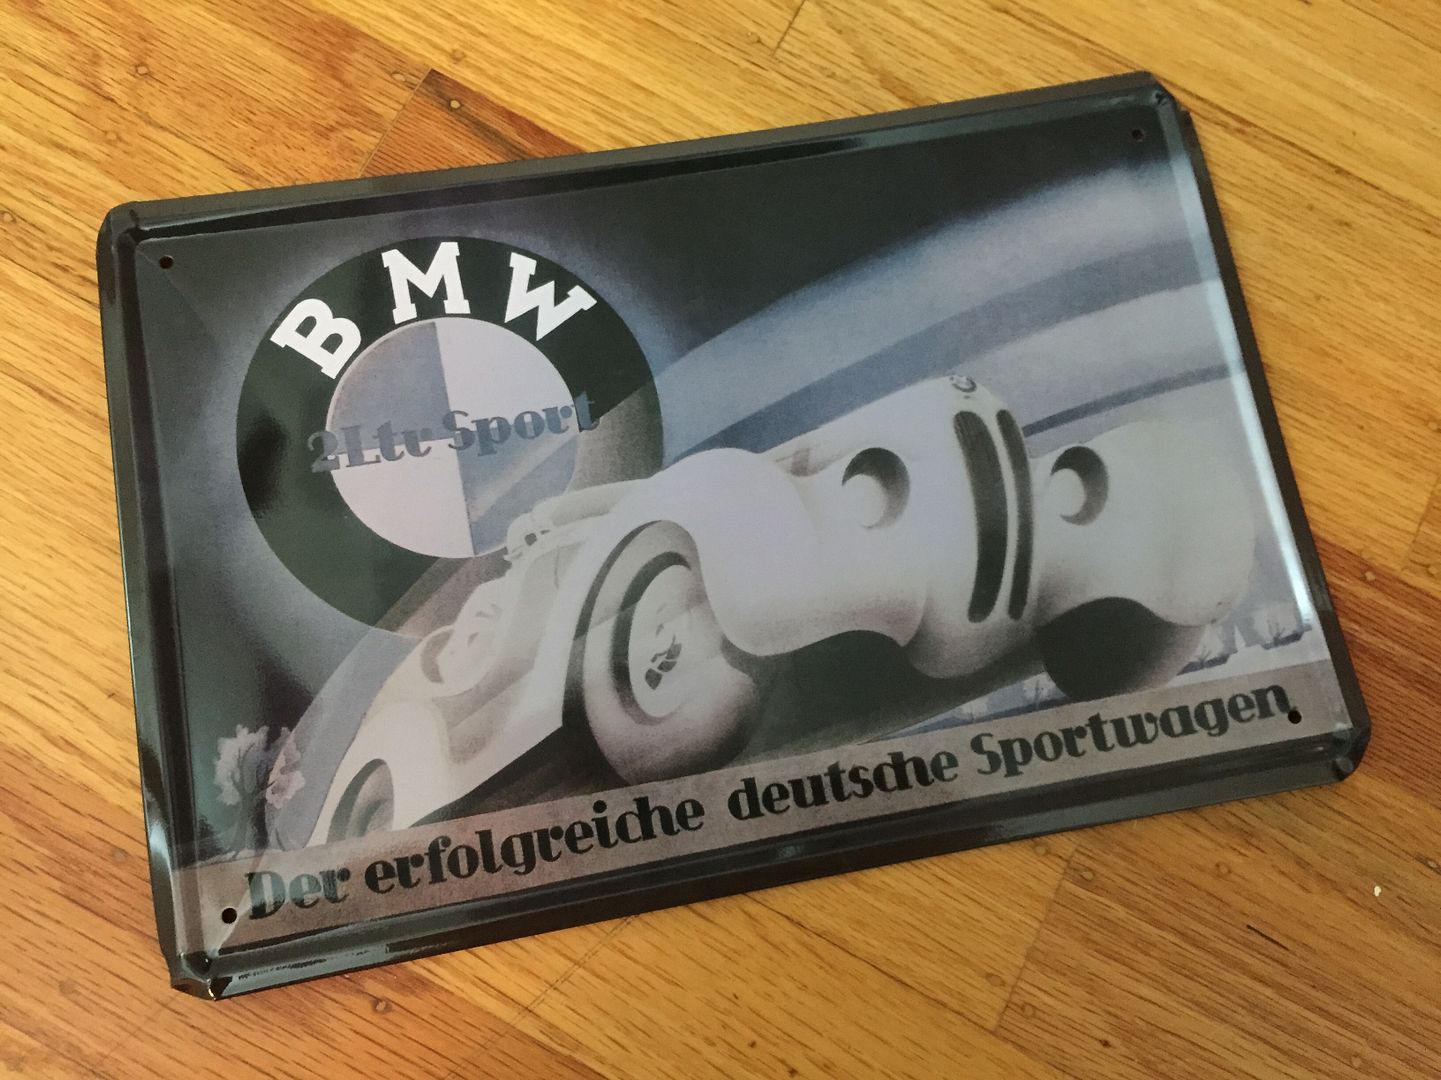 BMW
2Ltr Sport
Der erfolgreiche deutsche Sportwagen